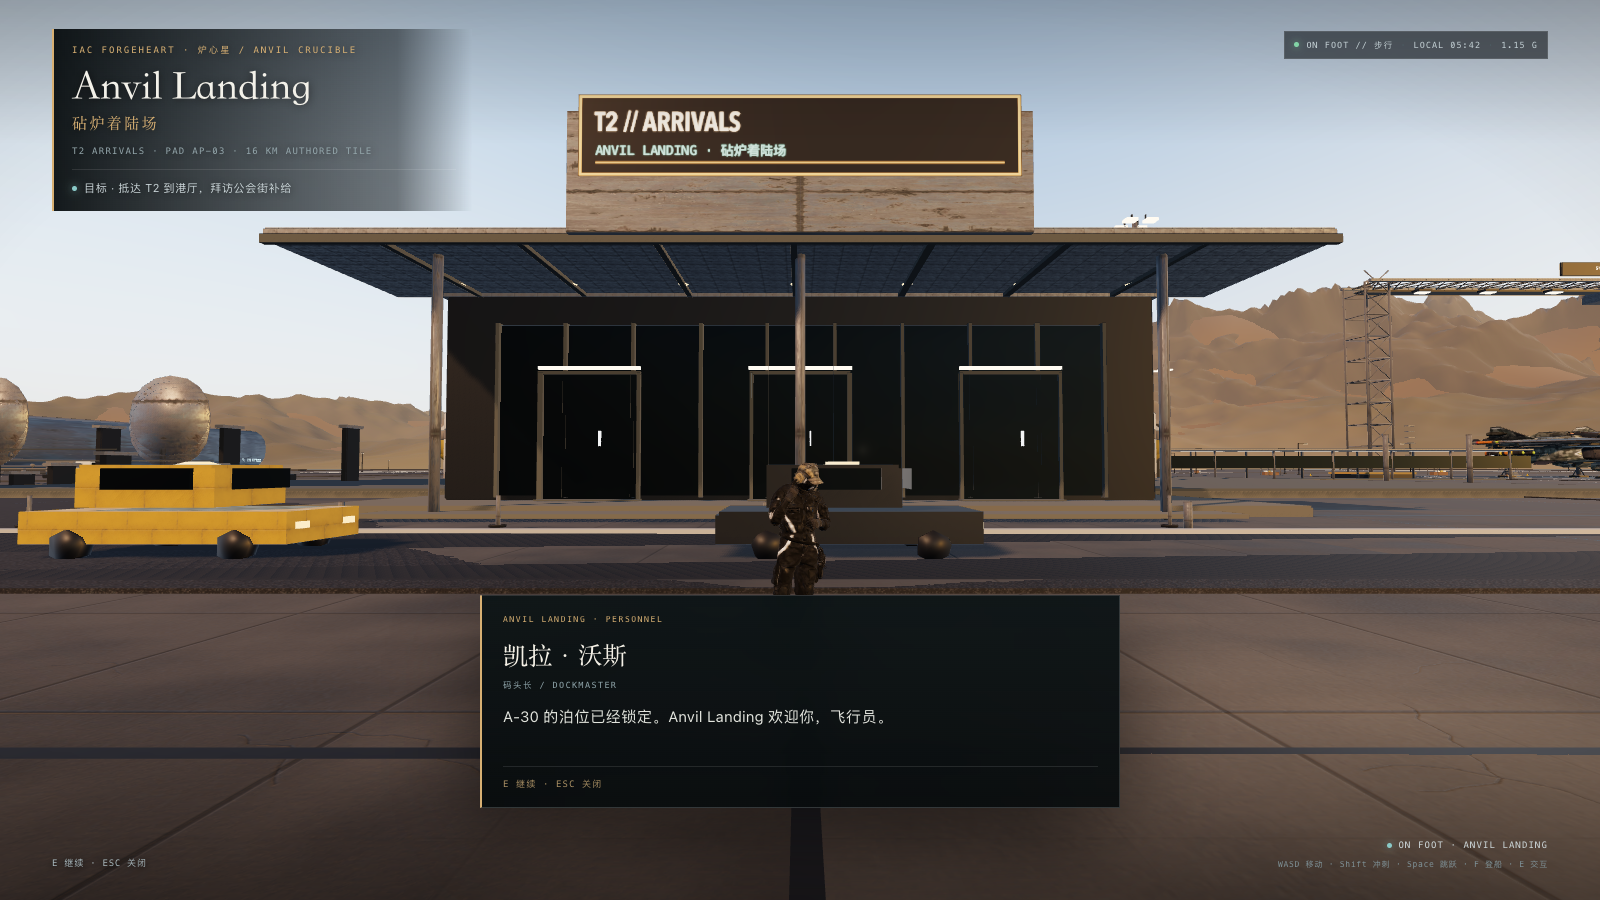 IAC FORGEHEART · 炉心星 / ANVIL CRUCIBLE
Anvil Landing
砧炉着陆场
T2 ARRIVALS · PAD AP-03 · 16 KM AUTHORED TILE
目标 · 抵达 T2 到港厅，拜访公会街补给
ON FOOT // 步行 LOCAL 05:42 1.15 G
T2 // ARRIVALS
ANVIL LANDING · 砧炉着陆场
ANVIL LANDING · PERSONNEL
凯拉 · 沃斯
码头长 / DOCKMASTER
A-30 的泊位已经锁定。Anvil Landing 欢迎你，飞行员。
E 继续 · ESC 关闭
E 继续 · ESC 关闭
ON FOOT · ANVIL LANDING
WASD 移动 · Shift 冲刺 · Space 跳跃 · F 登船 · E 交互